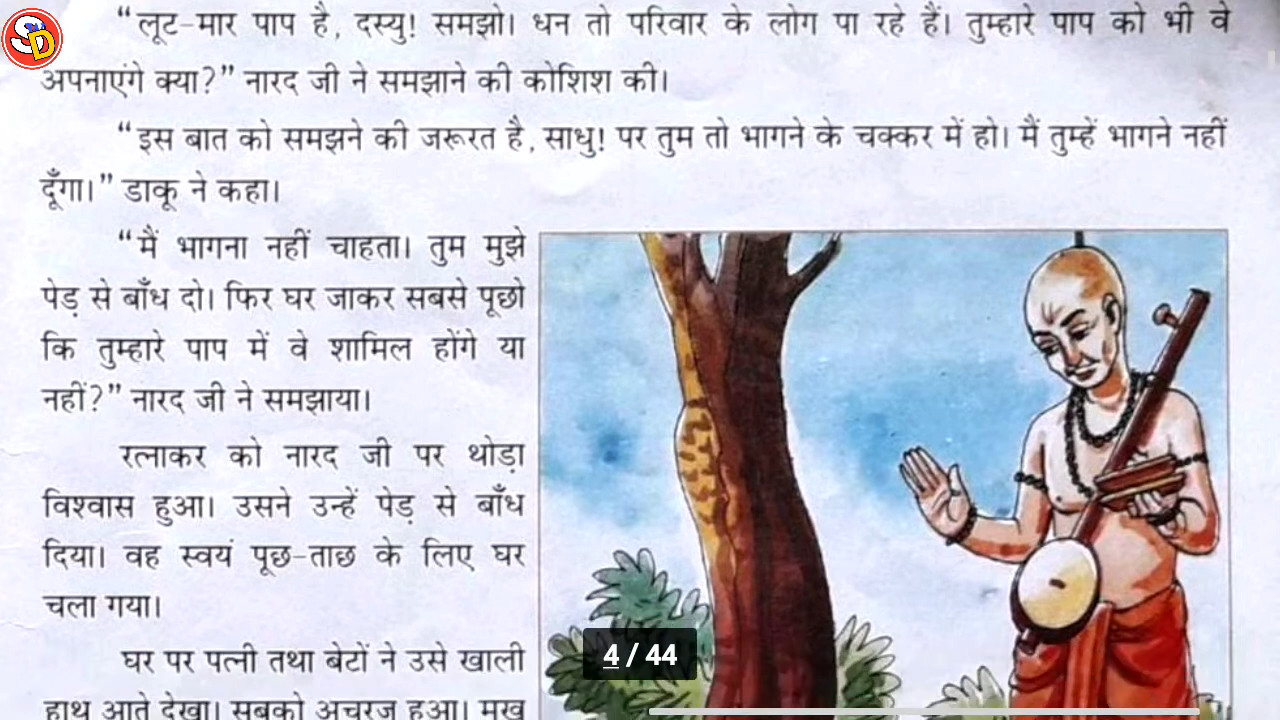 SD
“लूट-मार पाप है, दस्यु! समझो। धन तो परिवार के लोग पा रहे हैं। तुम्हारे पाप को भी वे
अपनाएंगे क्या?” नारद जी ने समझाने की कोशिश की।
“इस बात को समझने की जरूरत है, साधु! पर तुम तो भागने के चक्कर में हो। मैं तुम्हें भागने नहीं
दूँगा।” डाकू ने कहा।
“मैं भागना नहीं चाहता। तुम मुझे
पेड़ से बाँध दो। फिर घर जाकर सबसे पूछो
कि तुम्हारे पाप में वे शामिल होंगे या
नहीं?” नारद जी ने समझाया।
रत्नाकर को नारद जी पर थोड़ा
विश्वास हुआ। उसने उन्हें पेड़ से बाँध
दिया। वह स्वयं पूछ-ताछ के लिए घर
चला गया।
घर पर पत्नी तथा बेटों ने उसे खाली
हाथ आते देखा। सबको अचरज हुआ। मुख
4 / 44